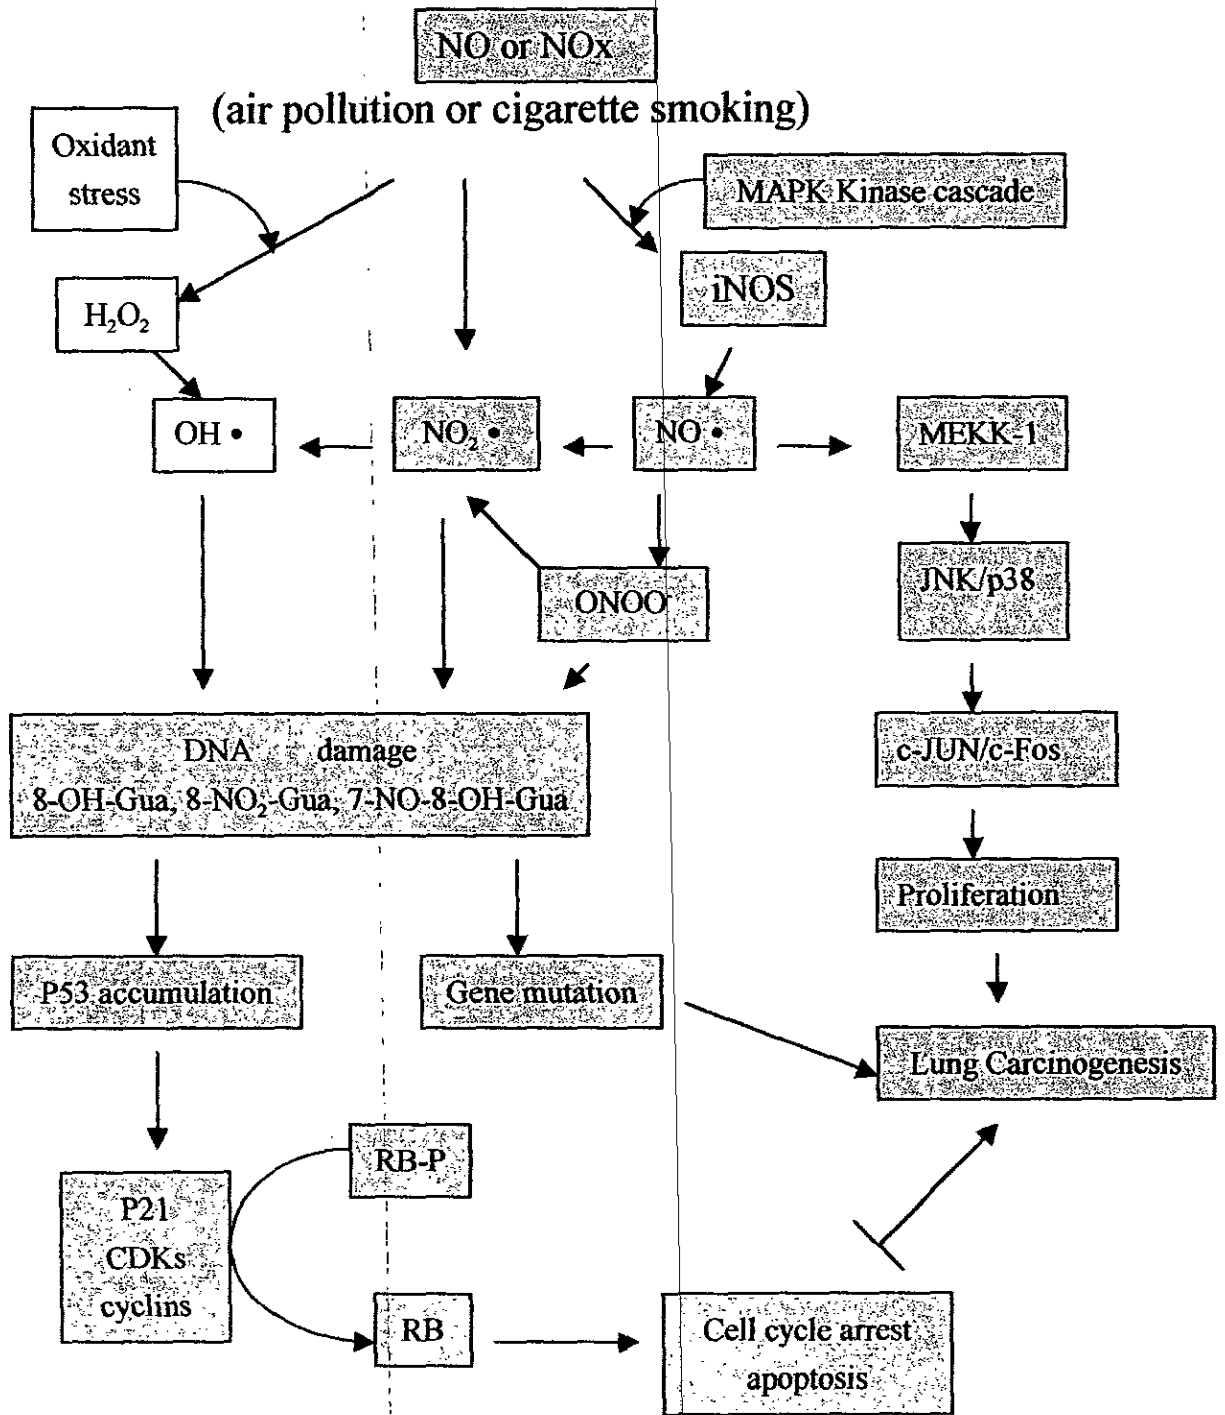 NO or NOx
(air pollution or cigarette smoking)
Oxidant
stress
MAPK Kinase cascade
iNOS
H₂O₂
OH •
NO₂ •
NO •
MEKK-1
JNK/p38
ONOO⁻
DNA damage
8-OH-Gua, 8-NO₂-Gua, 7-NO-8-OH-Gua
c-JUN/c-Fos
Proliferation
P53 accumulation
Gene mutation
Lung Carcinogenesis
RB-P
P21
CDKs
cyclins
RB
Cell cycle arrest
apoptosis